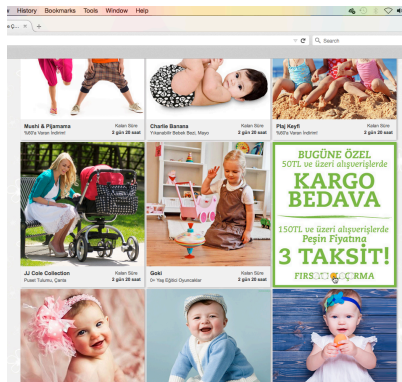 History Bookmarks Tools Window Help
Search
Mushi & Pijamama
Kalan Süre
%60'a Varan İndirim!
2 gün 20 saat
Charlie Banana
Kalan Süre
Yıkanabilir Bebek Bezi, Mayo
2 gün 20 saat
Plaj Keyfi
Kalan Süre
%50'a Varan İndirim!
2 gün 20 saat
BUGÜNE ÖZEL
50TL ve üzeri alışverişlerde
KARGO
BEDAVA
150TL ve üzeri alışverişlerde
Peşin Fiyatına
3 TAKSİT!
JJ Cole Collection
Kalan Süre
Puset Tulumu, Çanta
2 gün 20 saat
Goki
Kalan Süre
0+ Yaş Eğitici Oyuncaklar
2 gün 20 saat